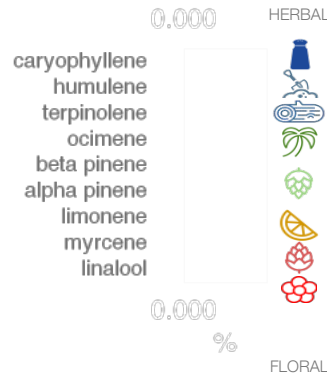 0.000 HERBAL
caryophyllene
humulene
terpinolene
ocimene
beta pinene
alpha pinene
limonene
myrcene
linalool
0.000
%
FLORAL